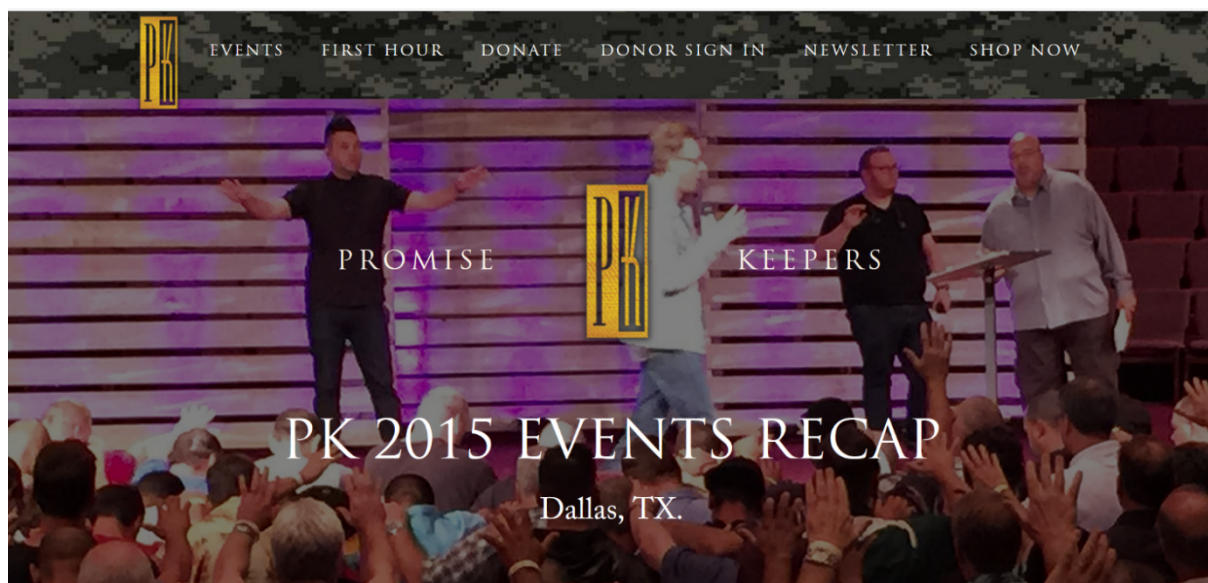 PK EVENTS FIRST HOUR DONATE DONOR SIGN IN NEWSLETTER SHOP NOW
PROMISE PK KEEPERS
PK 2015 EVENTS RECAP
Dallas, TX.